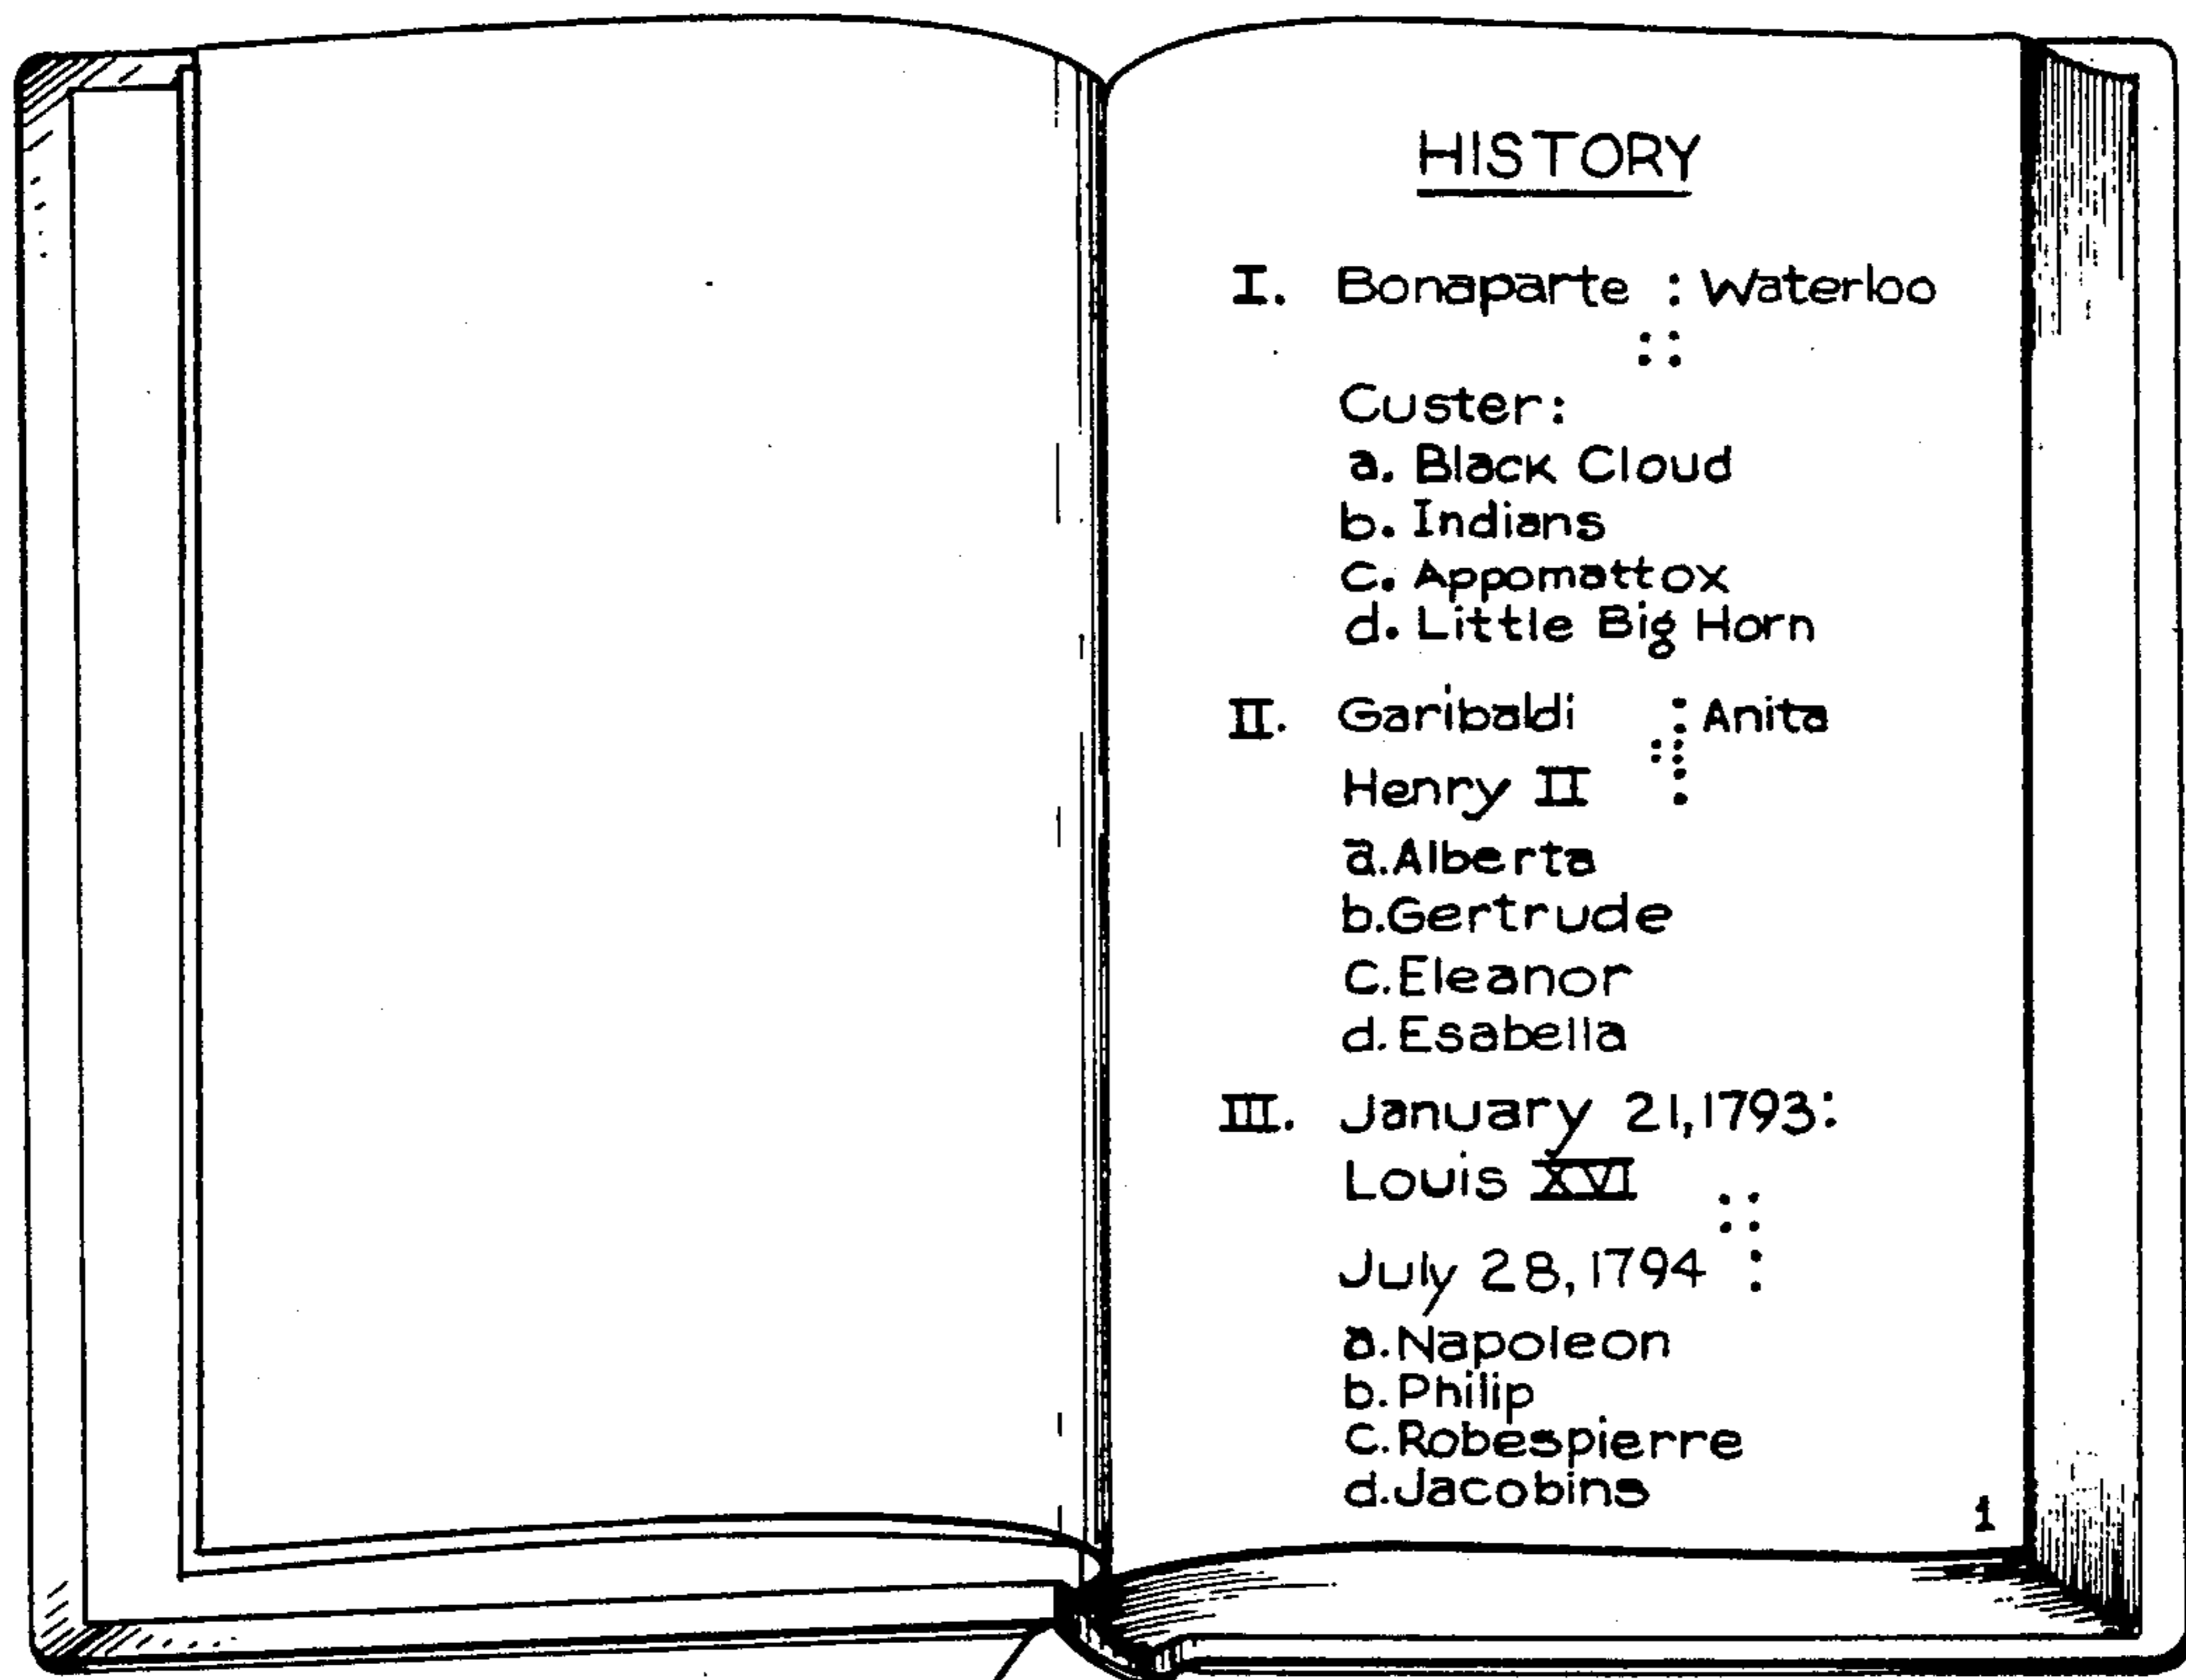 HISTORY
I. Bonaparte : Waterloo
::
Custer:
a. Black Cloud
b. Indians
c. Appomattox
d. Little Big Horn
II. Garibaldi : Anita
::
Henry II :
a. Alberta
b. Gertrude
c. Eleanor
d. Esabella
III. January 21, 1793:
Louis XVI
::
July 28, 1794 :
a. Napoleon
b. Philip
c. Robespierre
d. Jacobins
1